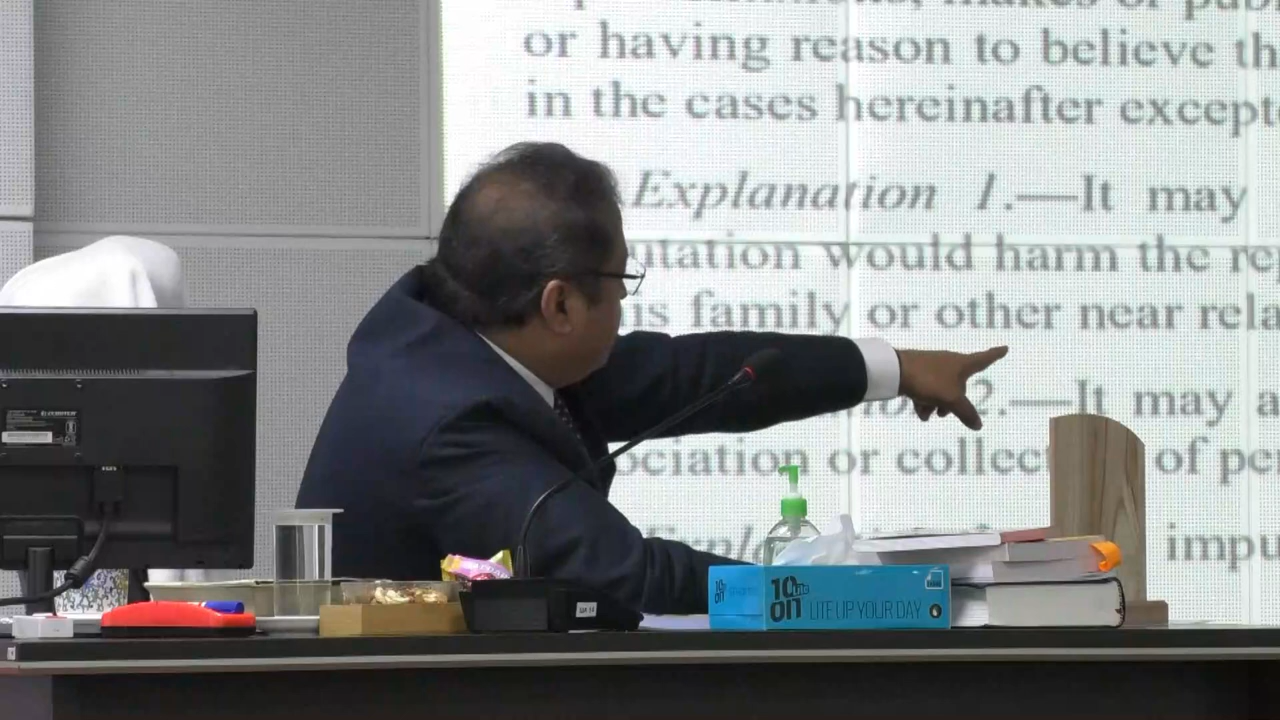 or having reason to believe th
in the cases hereinafter except
Explanation 1.—It may
utation would harm the re
is family or other near rela
2.—It may a
ociation or collec of pe
impu
10
on
Lite
LITE UP YOUR DAY